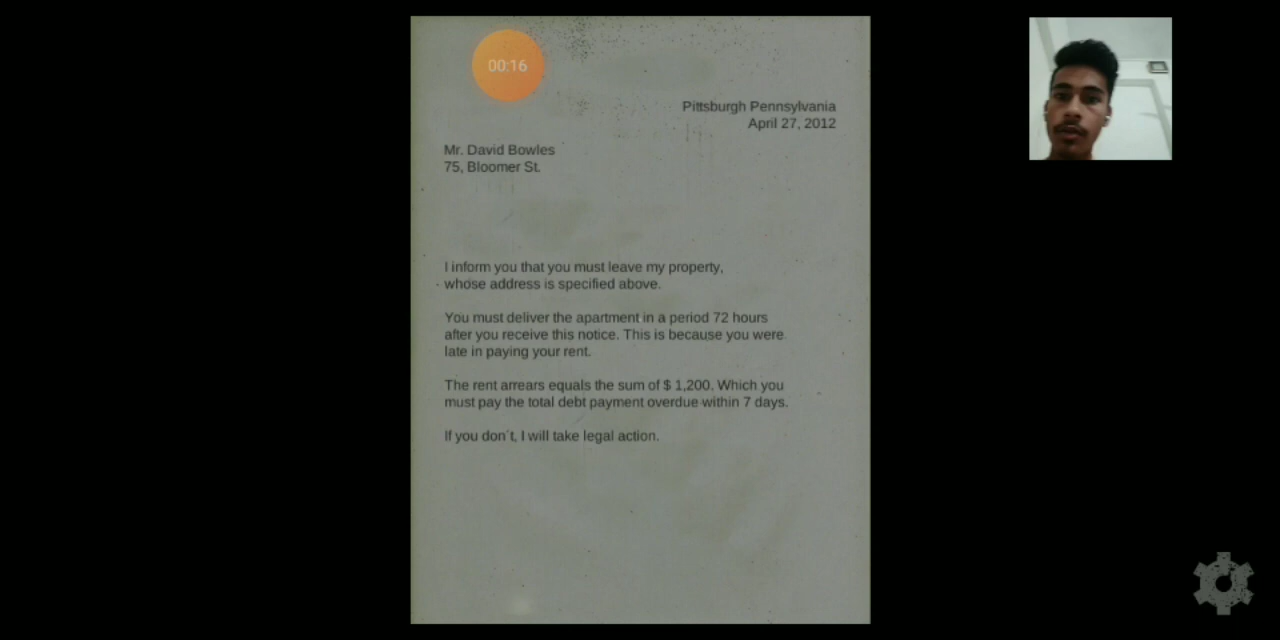 00:16
Pittsburgh Pennsylvania
April 27, 2012
Mr. David Bowles
75, Bloomer St.
I inform you that you must leave my property,
whose address is specified above.
You must deliver the apartment in a period 72 hours
after you receive this notice. This is because you were
late in paying your rent.
The rent arrears equals the sum of $ 1,200. Which you
must pay the total debt payment overdue within 7 days.
If you don´t, I will take legal action.